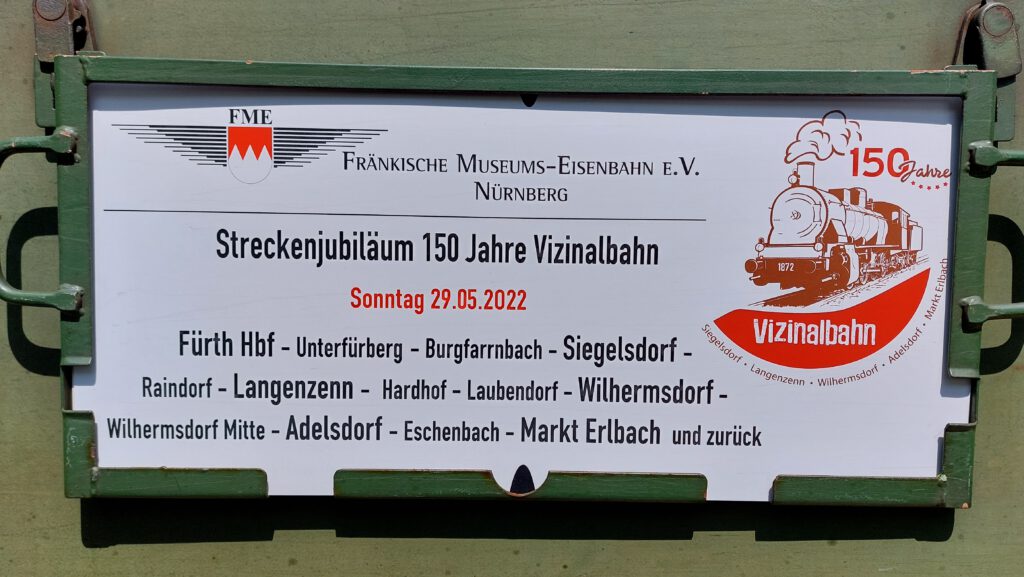 FME
FRÄNKISCHE MUSEUMS-EISENBAHN E.V.
NÜRNBERG
Streckenjubiläum 150 Jahre Vizinalbahn
Sonntag 29.05.2022
Fürth Hbf - Unterfürberg - Burgfarrnbach - Siegelsdorf -
Raindorf - Langenzenn - Hardhof - Laubendorf - Wilhermsdorf -
Wilhermsdorf Mitte - Adelsdorf - Eschenbach - Markt Erlbach und zurück
150 Jahre
1872
Vizinalbahn
Siegelsdorf • Langenzenn • Wilhermsdorf • Adelsdorf • Markt Erlbach